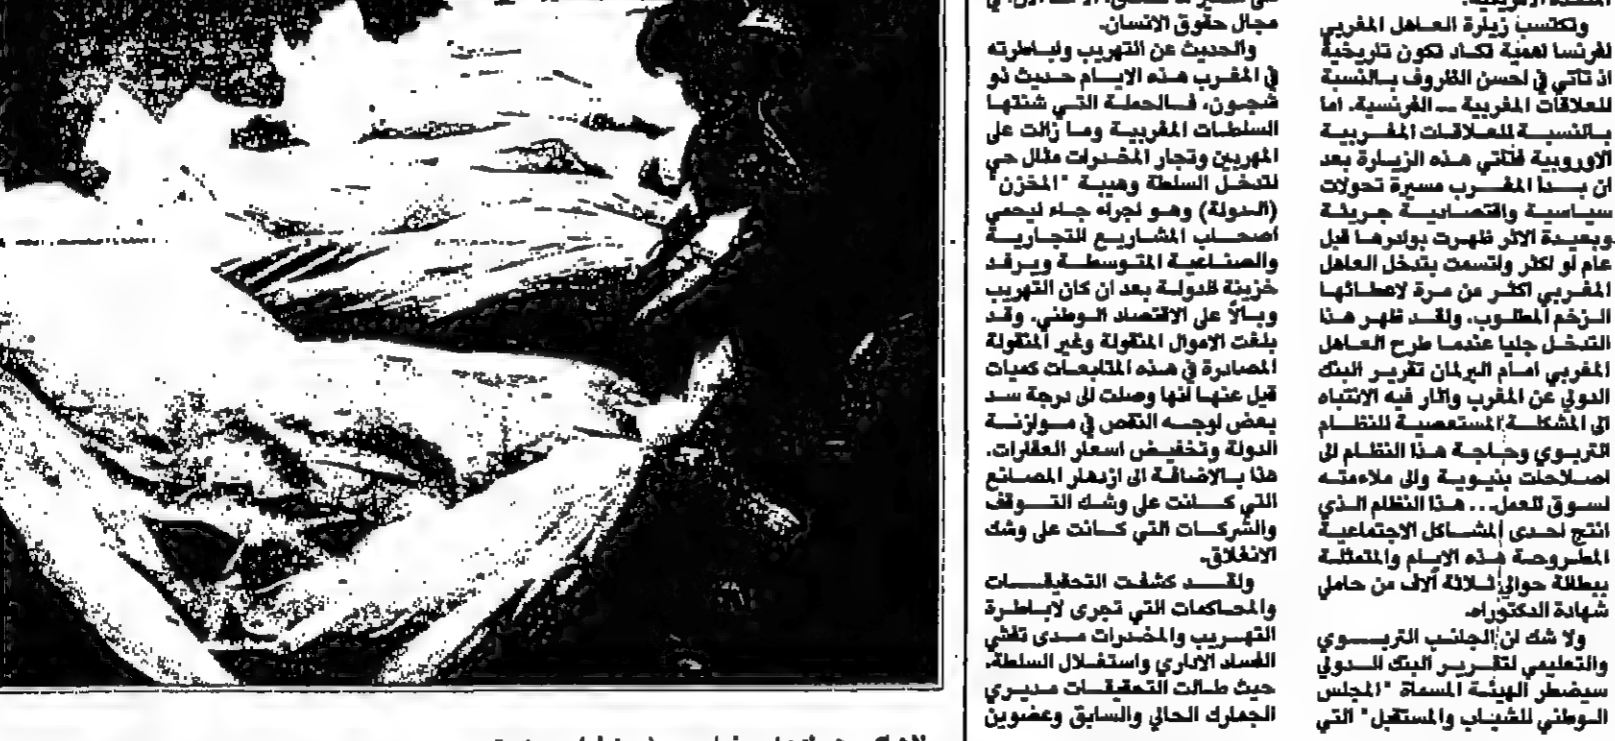 وتكتسب زيارة العاهل المغربي
لفرنسا اهمية تكاد تكون تاريخية
اذ تاتي في احسن الظروف بالنسبة
للعلاقات المغربية ــ الفرنسية. اما
بالنسبة للعلاقات المغربية
الاوروبية فتاتي هذه الزيارة بعد
ان بدا المغرب مسيرة تحولات
سياسية واقتصادية جريئة
وبعيدة الاثر ظهرت بوادرها قبل
عام او اكثر واتسمت بتدخل العاهل
المغربي اكثر من مرة لاعطائها
الزخم المطلوب. ولقد ظهر هذا
التدخل جليا عندما طرح العاهل
المغربي امام البرلمان تقرير البنك
الدولي عن المغرب واثار فيه الانتباه
الى المشكلة المستعصية للنظام
التربوي وحاجة هذا النظام الى
اصلاحات بنيوية والى ملاءمته
لسوق العمل... هذا النظام الذي
انتج احدى المشاكل الاجتماعية
المطروحة هذه الايام والمتمثلة
ببطالة حوالي ثلاثة آلاف من حاملي
شهادة الدكتوراه.
ولا شك ان الجانب التربوي
والتعليمي لتقرير البنك الدولي
سيضطر الهيئة المسماة "المجلس
الوطني للشباب والمستقبل" التي
مجال حقوق الانسان.
والحديث عن التهريب واباطرته
في المغرب هذه الايام حديث ذو
شجون، فالحملة التي شنتها
السلطات المغربية وما زالت على
المهربين وتجار المخدرات مثال حي
لتدخل السلطة وهيبة "المخزن"
(الدولة) وهو اجراء جاء ليحمي
اصحاب المشاريع التجارية
والصناعية المتوسطة ويرفد
خزينة الدولة بعد ان كان التهريب
وبالاً على الاقتصاد الوطني. وقد
بلغت الاموال المنقولة وغير المنقولة
المصادرة في هذه المتابعات كميات
قيل عنها انها وصلت الى درجة سد
بعض اوجه النقص في موازنة
الدولة وتخفيض اسعار العقارات.
هذا بالاضافة الى ازدهار المصانع
التي كانت على وشك التوقف
والشركات التي كانت على وشك
الانغلاق.
ولقد كشفت التحقيقات
والمحاكمات التي تجرى لاباطرة
التهريب والمخدرات مدى تفشي
الفساد الاداري واستغلال السلطة.
حيث طالت التحقيقات مديري
الجمارك الحالي والسابق وعضوين